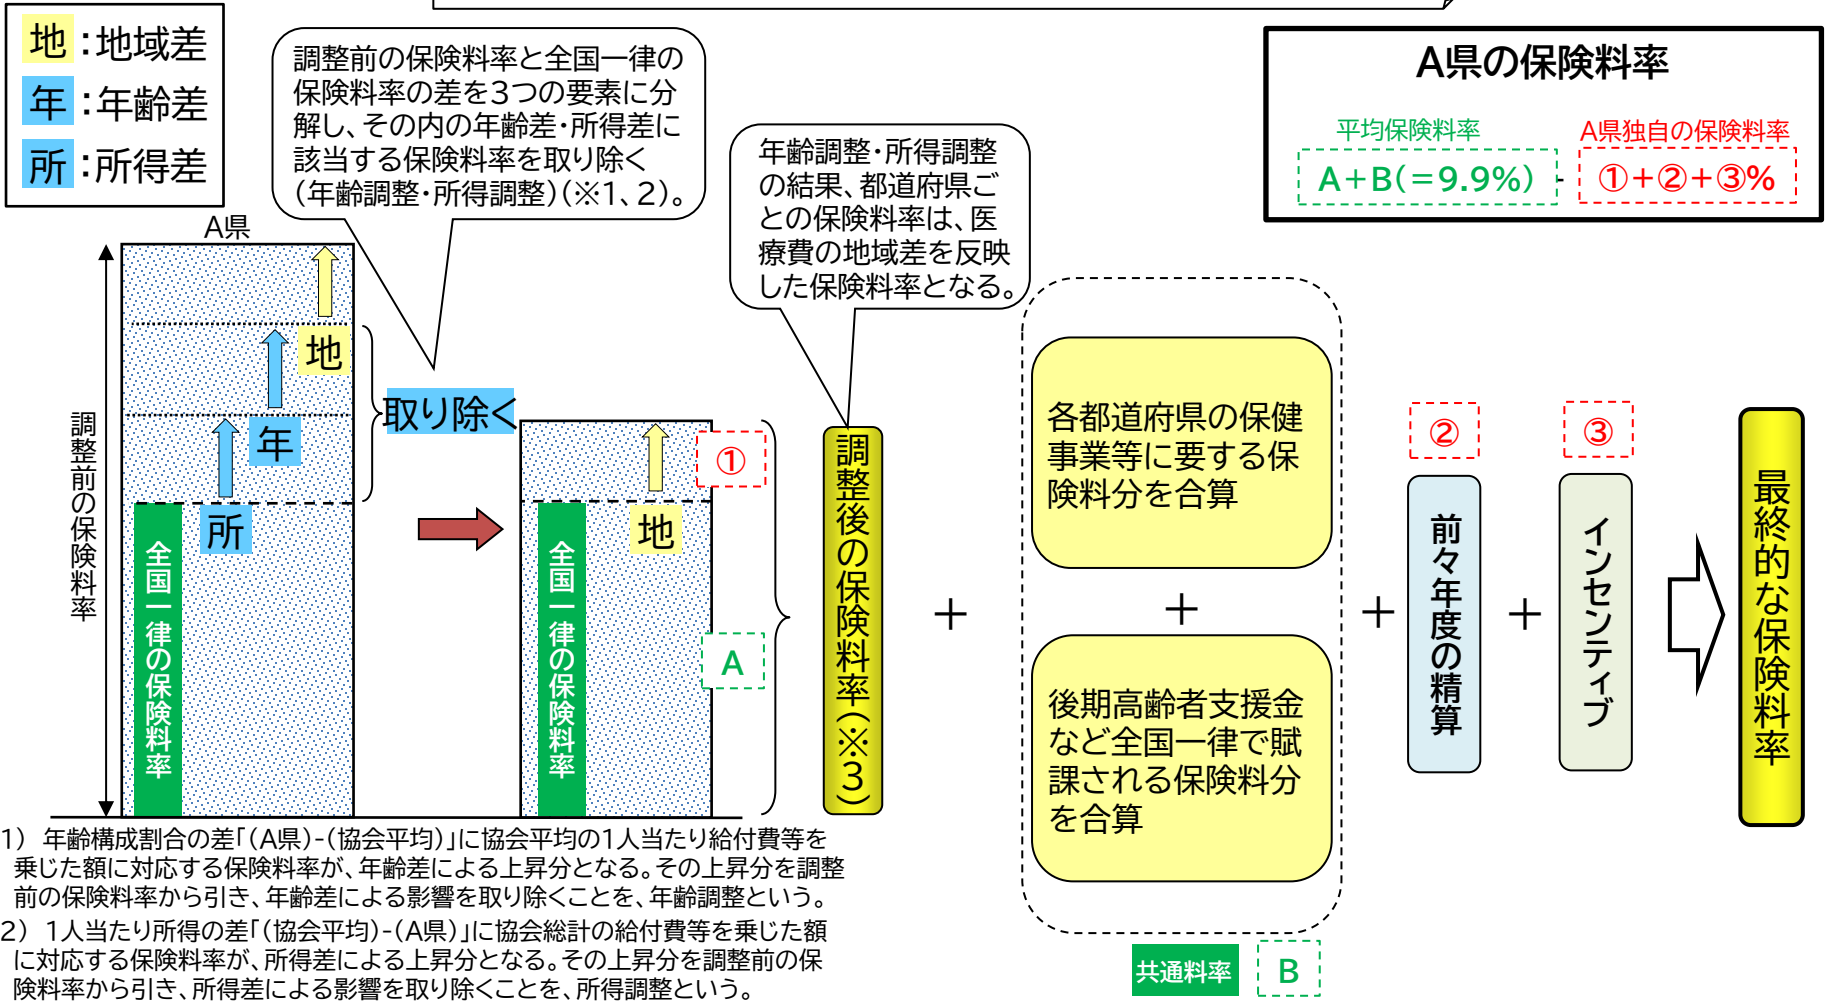 地：地域差
年：年齢差
所：所得差
調整前の保険料率と全国一律の
保険料率の差を3つの要素に分
解し、その内の年齢差・所得差に
該当する保険料率を取り除く
（年齢調整・所得調整）（※1、2）。
年齢調整・所得調整
の結果、都道府県ご
との保険料率は、医
療費の地域差を反映
した保険料率となる。
A県の保険料率
平均保険料率
A県独自の保険料率
A＋B（＝9.9％）
-
①＋②＋③％
A県
調整前の保険料率
地
年
所
全国一律の保険料率
取り除く
①
地
A
全国一律の保険料率
調整後の保険料率（※3）
＋
各都道府県の保健
事業等に要する保
険料分を合算
＋
後期高齢者支援金
など全国一律で賦
課される保険料分
を合算
共通料率
B
＋
②
前々年度の精算
＋
③
インセンティブ
最終的な保険料率
1） 年齢構成割合の差「（A県）-（協会平均）」に協会平均の1人当たり給付費等を
乗じた額に対応する保険料率が、年齢差による上昇分となる。その上昇分を調整
前の保険料率から引き、年齢差による影響を取り除くことを、年齢調整という。
2） 1人当たり所得の差「（協会平均）-（A県）」に協会総計の給付費等を乗じた額
に対応する保険料率が、所得差による上昇分となる。その上昇分を調整前の保
険料率から引き、所得差による影響を取り除くことを、所得調整という。